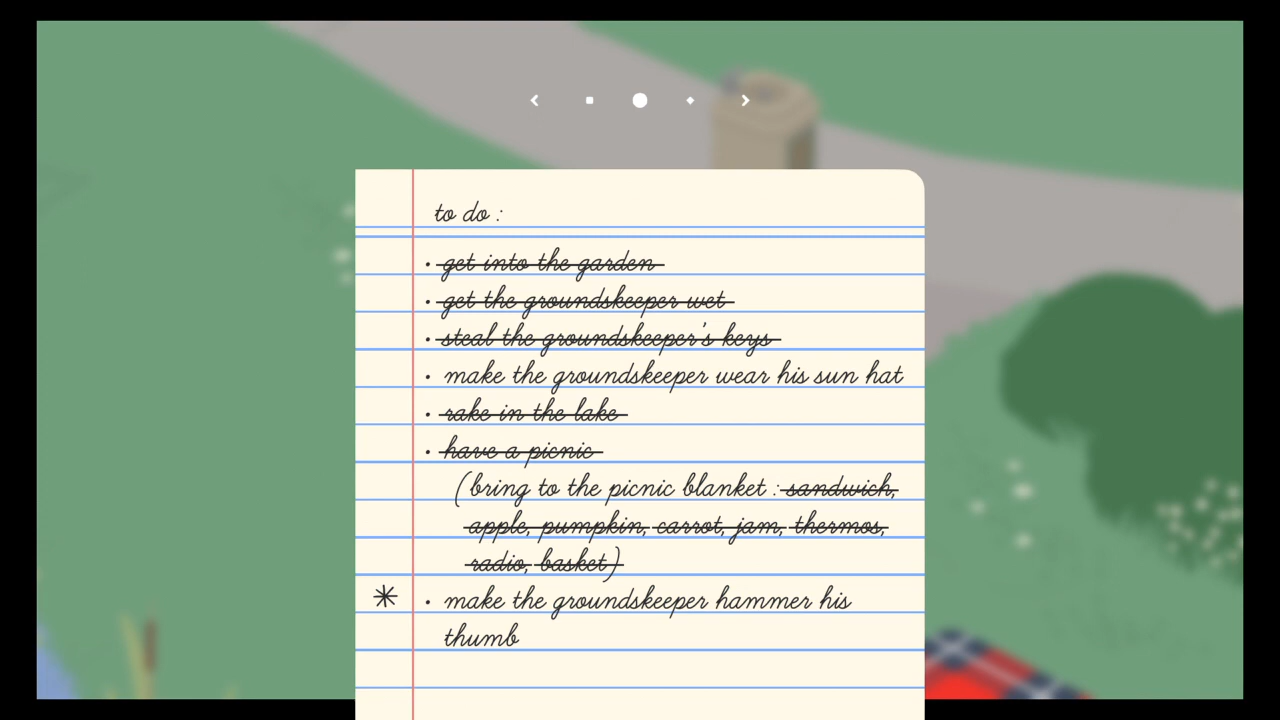 to do :
• get into the garden
• get the groundskeeper wet
• steal the groundskeeper's keys
• make the groundskeeper wear his sun hat
• rake in the lake
• have a picnic
(bring to the picnic blanket : sandwich,
apple, pumpkin, carrot, jam, thermos,
radio, basket)
• make the groundskeeper hammer his
thumb